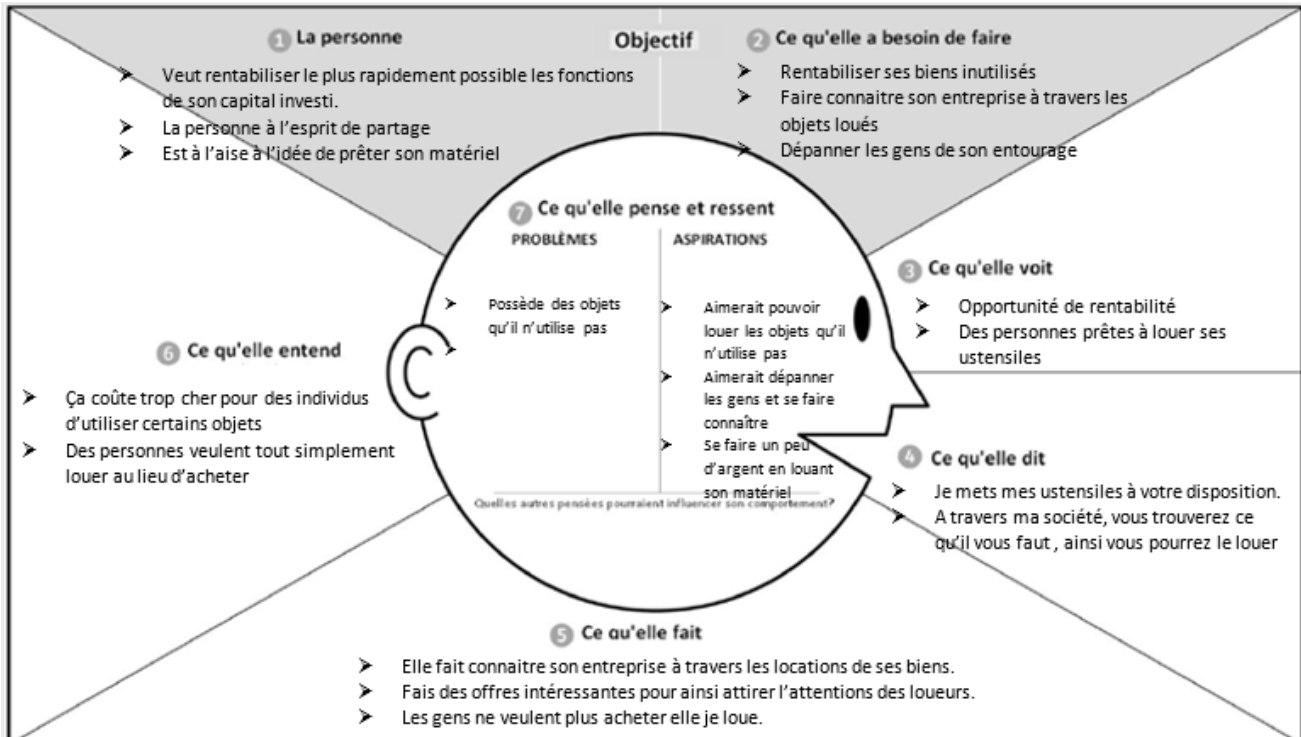 1 La personne
➤ Veut rentabiliser le plus rapidement possible les fonctions
de son capital investi.
➤ La personne à l'esprit de partage
➤ Est à l'aise à l'idée de prêter son matériel
Objectif
2 Ce qu'elle a besoin de faire
➤ Rentabiliser ses biens inutilisés
➤ Faire connaitre son entreprise à travers les
objets loués
➤ Dépanner les gens de son entourage
7 Ce qu'elle pense et ressent
PROBLÈMES
➤ Possède des objets
qu'il n'utilise pas
➤
ASPIRATIONS
➤ Aimerait pouvoir
louer les objets qu'il
n'utilise pas
➤ Aimerait dépanner
les gens et se faire
connaître
➤ Se faire un peu
d'argent en louant
son matériel
Quelles autres pensées pourraient influencer son comportement?
3 Ce qu'elle voit
➤ Opportunité de rentabilité
➤ Des personnes prêtes à louer ses
ustensiles
4 Ce qu'elle dit
➤ Je mets mes ustensiles à votre disposition.
➤ A travers ma société, vous trouverez ce
qu'il vous faut , ainsi vous pourrez le louer
6 Ce qu'elle entend
➤ Ça coûte trop cher pour des individus
d'utiliser certains objets
➤ Des personnes veulent tout simplement
louer au lieu d'acheter
5 Ce qu'elle fait
➤ Elle fait connaitre son entreprise à travers les locations de ses biens.
➤ Fais des offres intéressantes pour ainsi attirer l'attentions des loueurs.
➤ Les gens ne veulent plus acheter elle je loue.